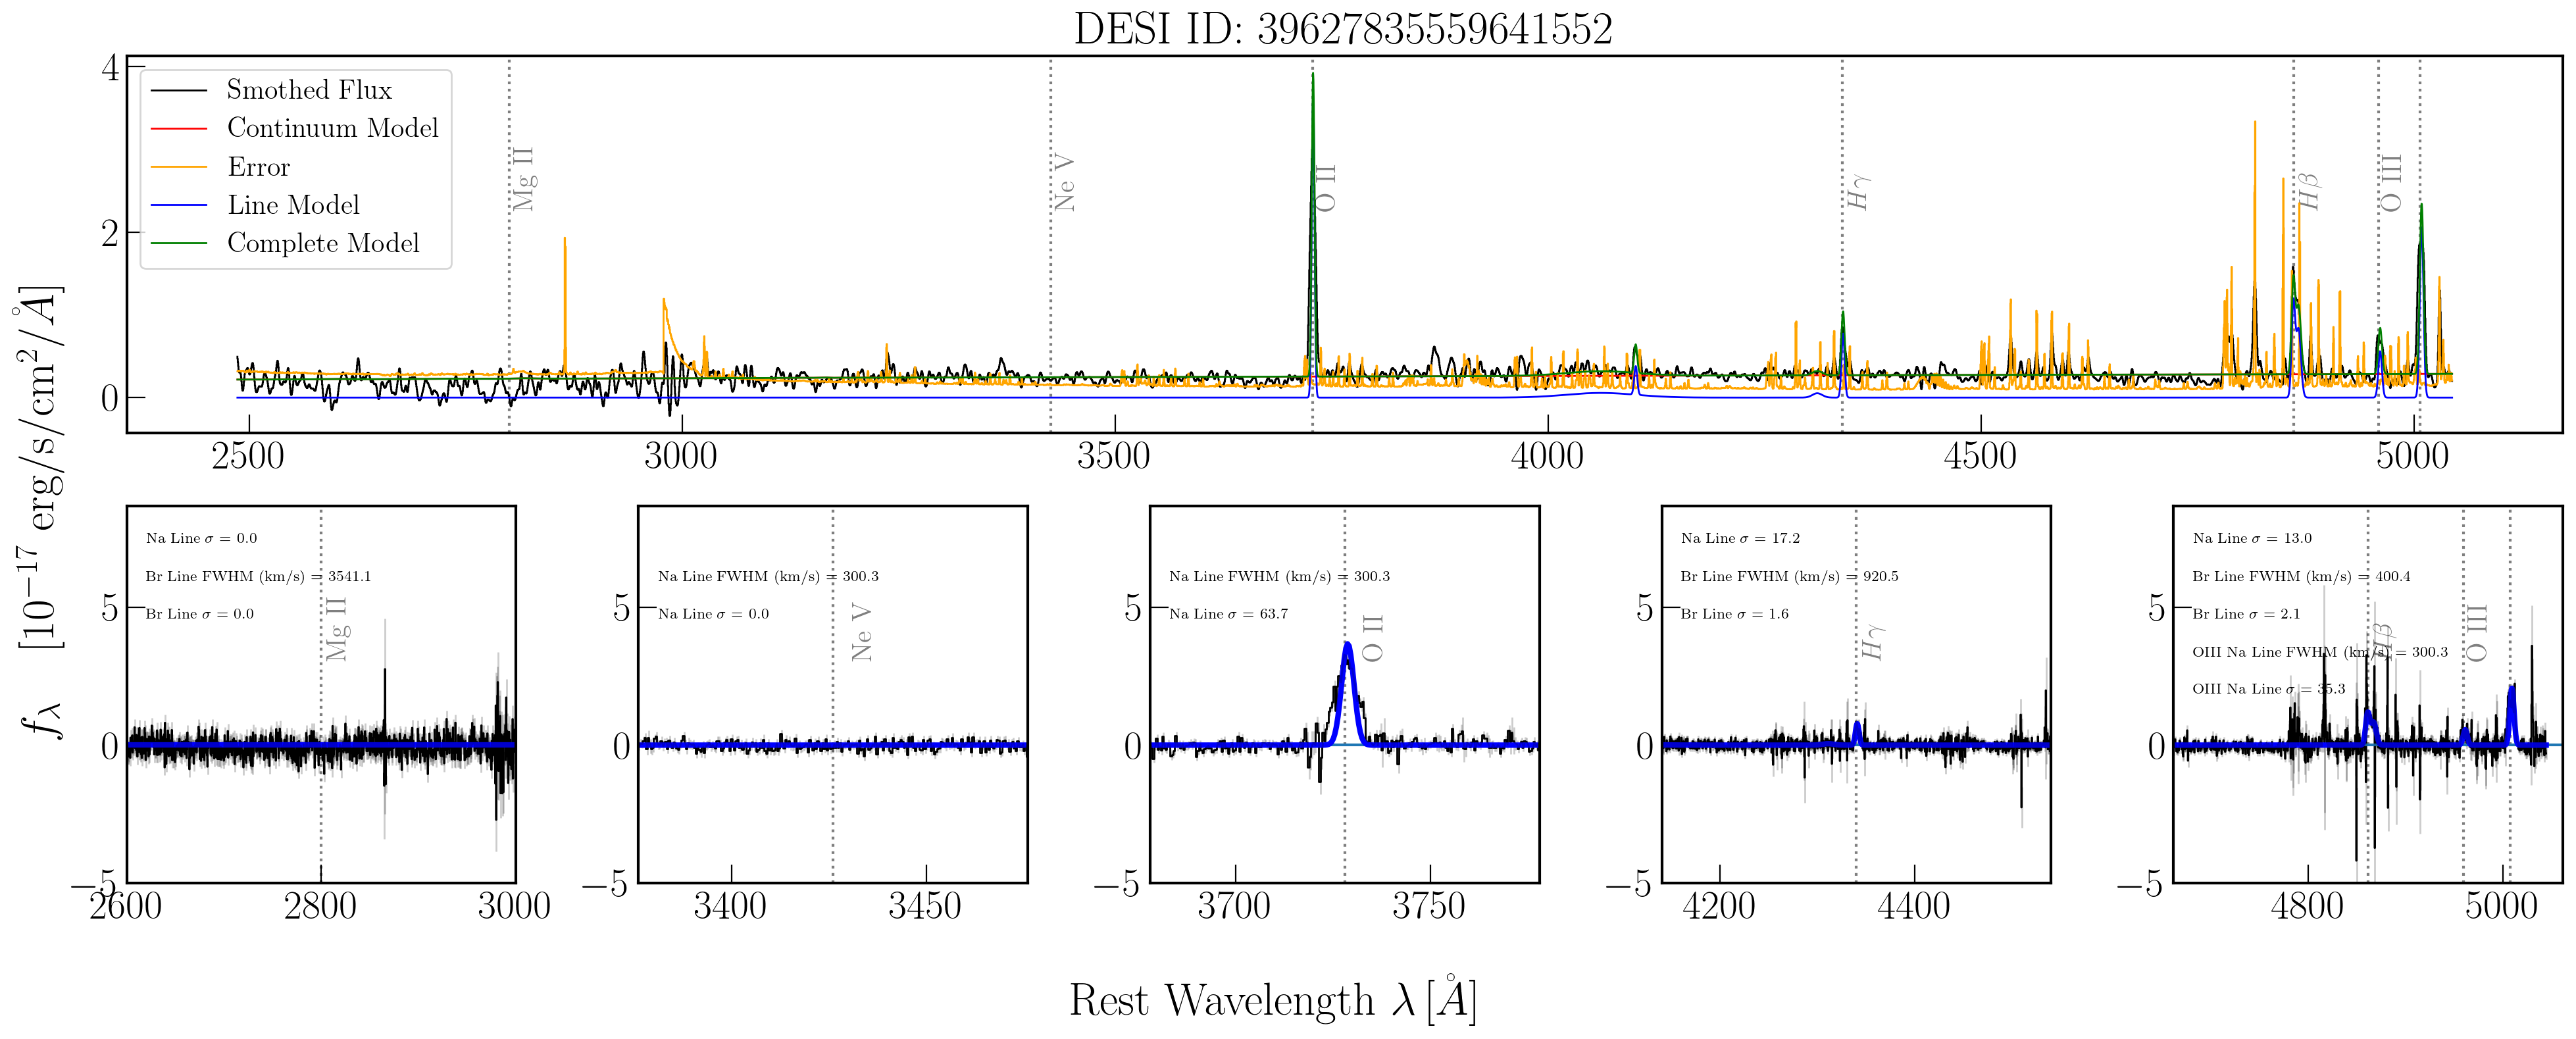 DESI ID: 39627835559641552
Smothed Flux
Continuum Model
Error
Line Model
Complete Model
Mg II
Ne V
O II
Hγ
Hβ
O III
4
2
0
2500
3000
3500
4000
4500
5000
fλ [10−17 erg/s/cm2/Å]
Na Line σ = 0.0
Br Line FWHM (km/s) = 3541.1
Br Line σ = 0.0
Mg II
5
0
−5
2600
2800
3000
Na Line FWHM (km/s) = 300.3
Na Line σ = 0.0
Ne V
5
0
−5
3400
3450
Na Line FWHM (km/s) = 300.3
Na Line σ = 63.7
O II
5
0
−5
3700
3750
Na Line σ = 17.2
Br Line FWHM (km/s) = 920.5
Br Line σ = 1.6
Hγ
5
0
−5
4200
4400
Na Line σ = 13.0
Br Line FWHM (km/s) = 400.4
Br Line σ = 2.1
OIII Na Line FWHM (km/s) = 300.3
OIII Na Line σ = 35.3
Hβ
O III
5
0
−5
4800
5000
Rest Wavelength λ [Å]